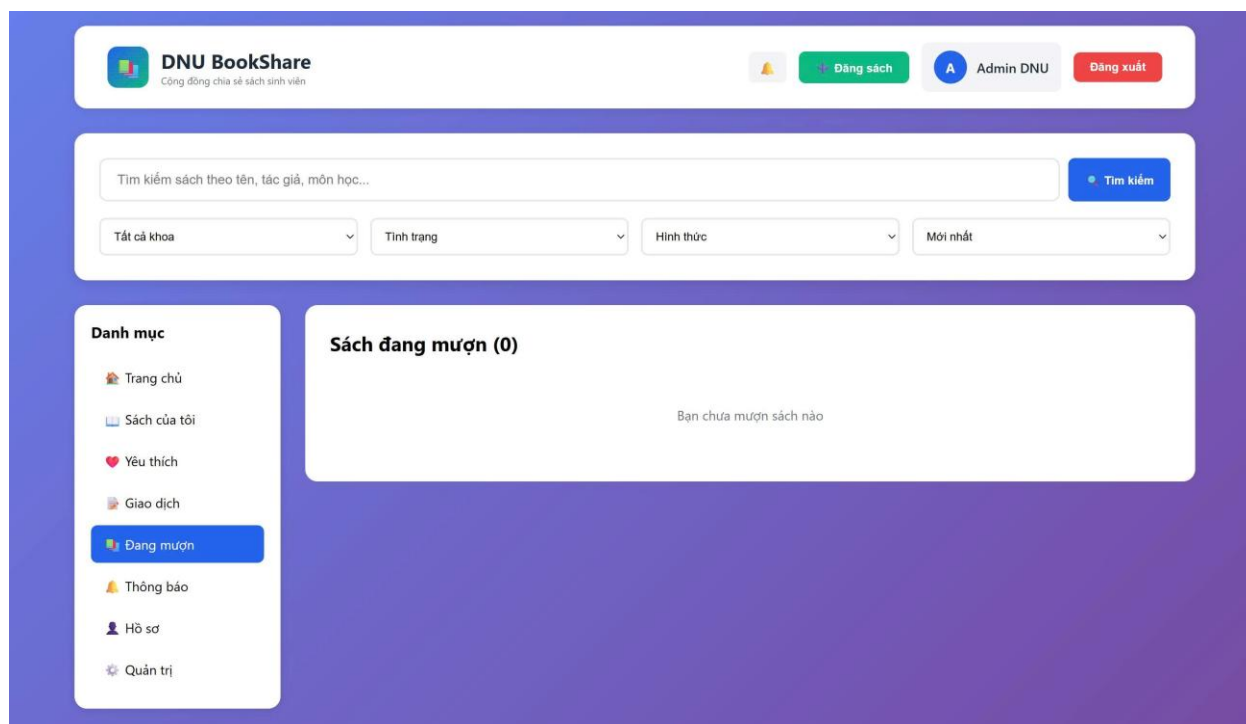 DNU BookShare
Cộng đồng chia sẻ sách sinh viên
Đăng sách
A
Admin DNU
Đăng xuất
Tìm kiếm sách theo tên, tác giả, môn học...
Tìm kiếm
Tất cả khoa
Tình trạng
Hình thức
Mới nhất
Danh mục
Trang chủ
Sách của tôi
Yêu thích
Giao dịch
Đang mượn
Thông báo
Hồ sơ
Quản trị
Sách đang mượn (0)
Bạn chưa mượn sách nào